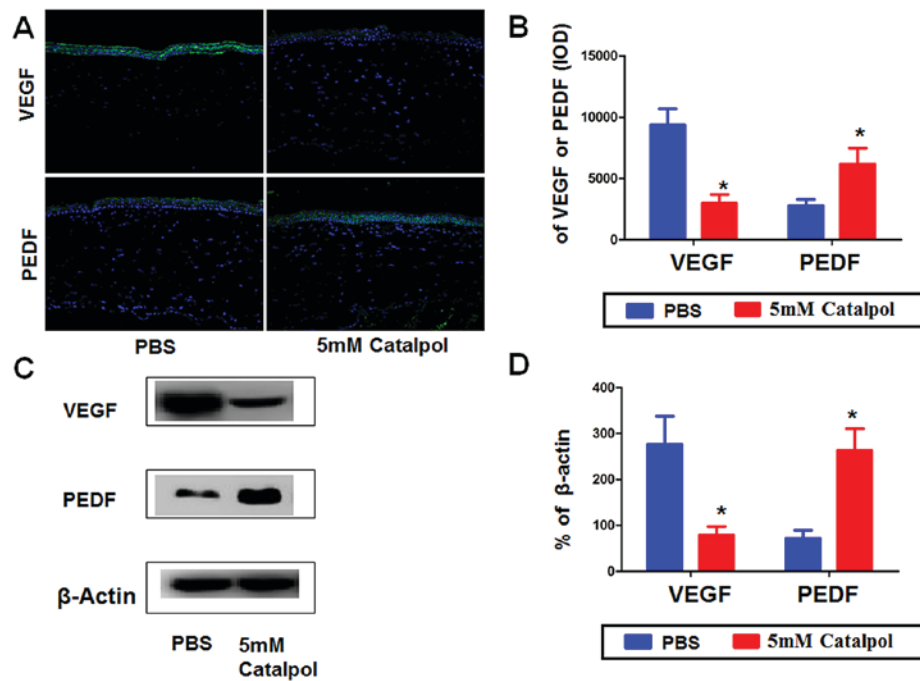 A
VEGF
PEDF
PBS
5mM Catalpol
B
of VEGF or PEDF (IOD)
15000
10000
5000
0
*
*
VEGF
PEDF
PBS
5mM Catalpol
C
VEGF
PEDF
β-Actin
PBS
5mM
Catalpol
D
% of β-actin
400
300
200
100
0
*
*
VEGF
PEDF
PBS
5mM Catalpol